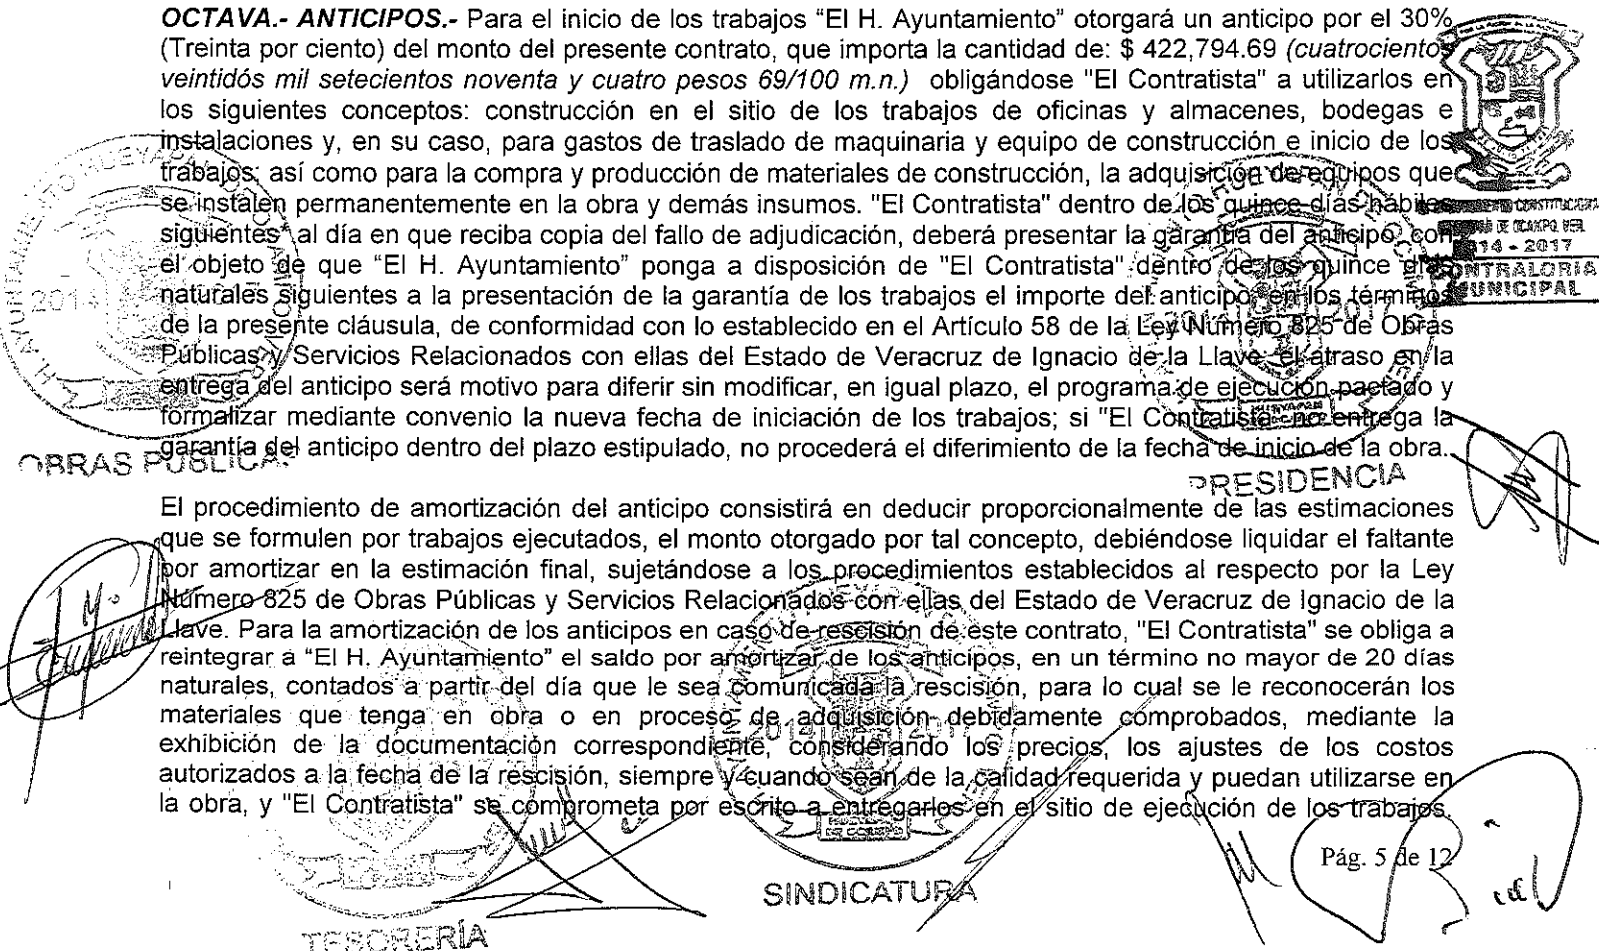 OCTAVA.- ANTICIPOS.- Para el inicio de los trabajos “El H. Ayuntamiento” otorgará un anticipo por el 30%
(Treinta por ciento) del monto del presente contrato, que importa la cantidad de: $ 422,794.69 (cuatrocientos
veintidós mil setecientos noventa y cuatro pesos 69/100 m.n.) obligándose "El Contratista" a utilizarlos en
los siguientes conceptos: construcción en el sitio de los trabajos de oficinas y almacenes, bodegas e
instalaciones y, en su caso, para gastos de traslado de maquinaria y equipo de construcción e inicio de los
trabajos; así como para la compra y producción de materiales de construcción, la adquisición de equipos que
se instalen permanentemente en la obra y demás insumos. "El Contratista" dentro de los quince días hábiles
siguientes al día en que reciba copia del fallo de adjudicación, deberá presentar la garantía del anticipo, con
el objeto de que “El H. Ayuntamiento” ponga a disposición de "El Contratista" dentro de los quince días
naturales siguientes a la presentación de la garantía de los trabajos el importe del anticipo, en los términos
de la presente cláusula, de conformidad con lo establecido en el Artículo 58 de la Ley Número 825 de Obras
Públicas y Servicios Relacionados con ellas del Estado de Veracruz de Ignacio de la Llave; el atraso en la
entrega del anticipo será motivo para diferir sin modificar, en igual plazo, el programa de ejecución pactado y
formalizar mediante convenio la nueva fecha de iniciación de los trabajos; si "El Contratista no entrega la
garantía del anticipo dentro del plazo estipulado, no procederá el diferimiento de la fecha de inicio de la obra.
2014 - 2017
CONTRALORIA
MUNICIPAL
OBRAS PUBLICAS
PRESIDENCIA
El procedimiento de amortización del anticipo consistirá en deducir proporcionalmente de las estimaciones
que se formulen por trabajos ejecutados, el monto otorgado por tal concepto, debiéndose liquidar el faltante
por amortizar en la estimación final, sujetándose a los procedimientos establecidos al respecto por la Ley
Número 825 de Obras Públicas y Servicios Relacionados con ellas del Estado de Veracruz de Ignacio de la
Llave. Para la amortización de los anticipos en caso de rescisión de este contrato, "El Contratista" se obliga a
reintegrar a “El H. Ayuntamiento” el saldo por amortizar de los anticipos, en un término no mayor de 20 días
naturales, contados a partir del día que le sea comunicada la rescisión, para lo cual se le reconocerán los
materiales que tenga en obra o en proceso de adquisición debidamente comprobados, mediante la
exhibición de la documentación correspondiente, considerando los precios, los ajustes de los costos
autorizados a la fecha de la rescisión, siempre y cuando sean de la calidad requerida y puedan utilizarse en
la obra, y "El Contratista" se comprometa por escrito a entregarlos en el sitio de ejecución de los trabajos.
Pág. 5 de 12
SINDICATURA
TESORERÍA